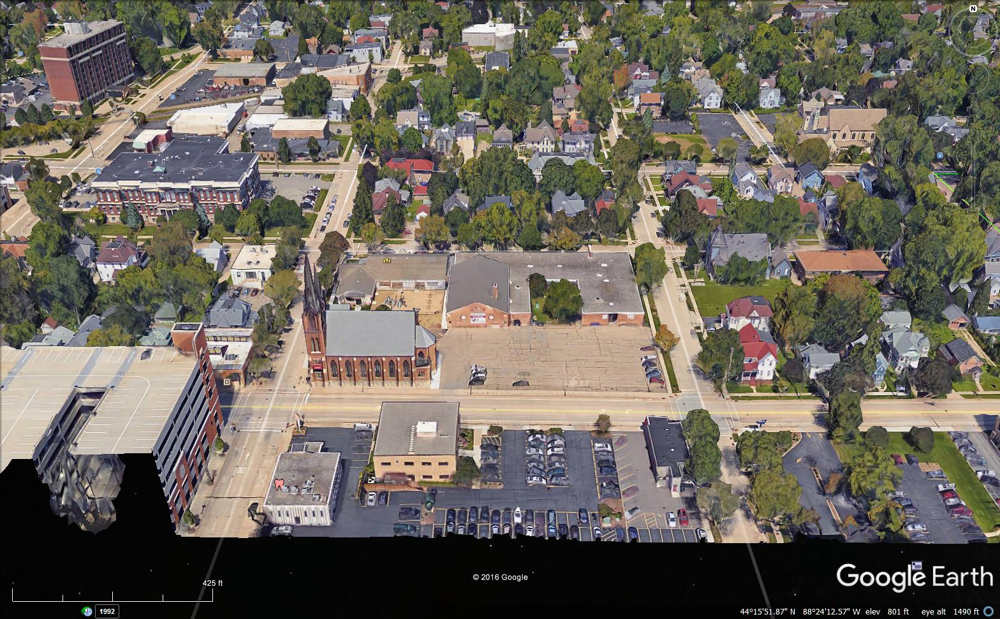 N
© 2016 Google
Google Earth
425 ft
1992
44°15'51.87" N 88°24'12.57" W elev 801 ft eye alt 1490 ft